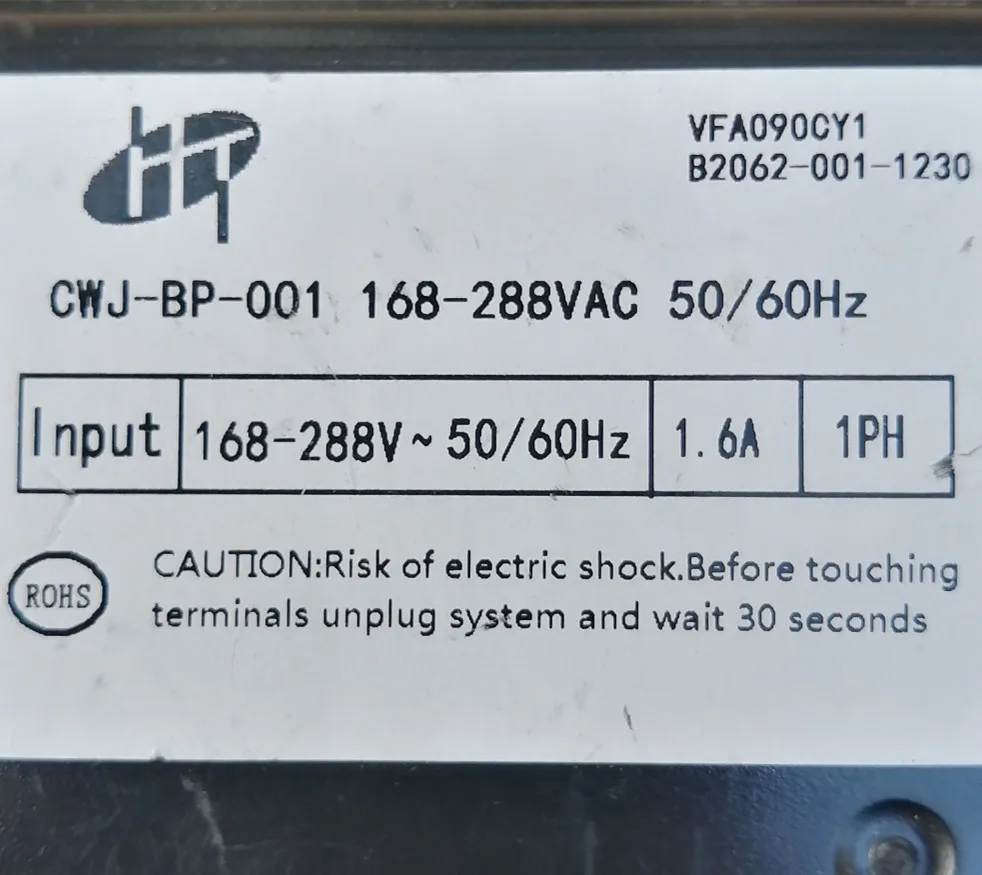 HT
VFA090CY1
B2062-001-1230
CWJ-BP-001 168-288VAC 50/60Hz
Input 168-288V~50/60Hz 1.6A 1PH
ROHS
CAUTION:Risk of electric shock.Before touching
terminals unplug system and wait 30 seconds